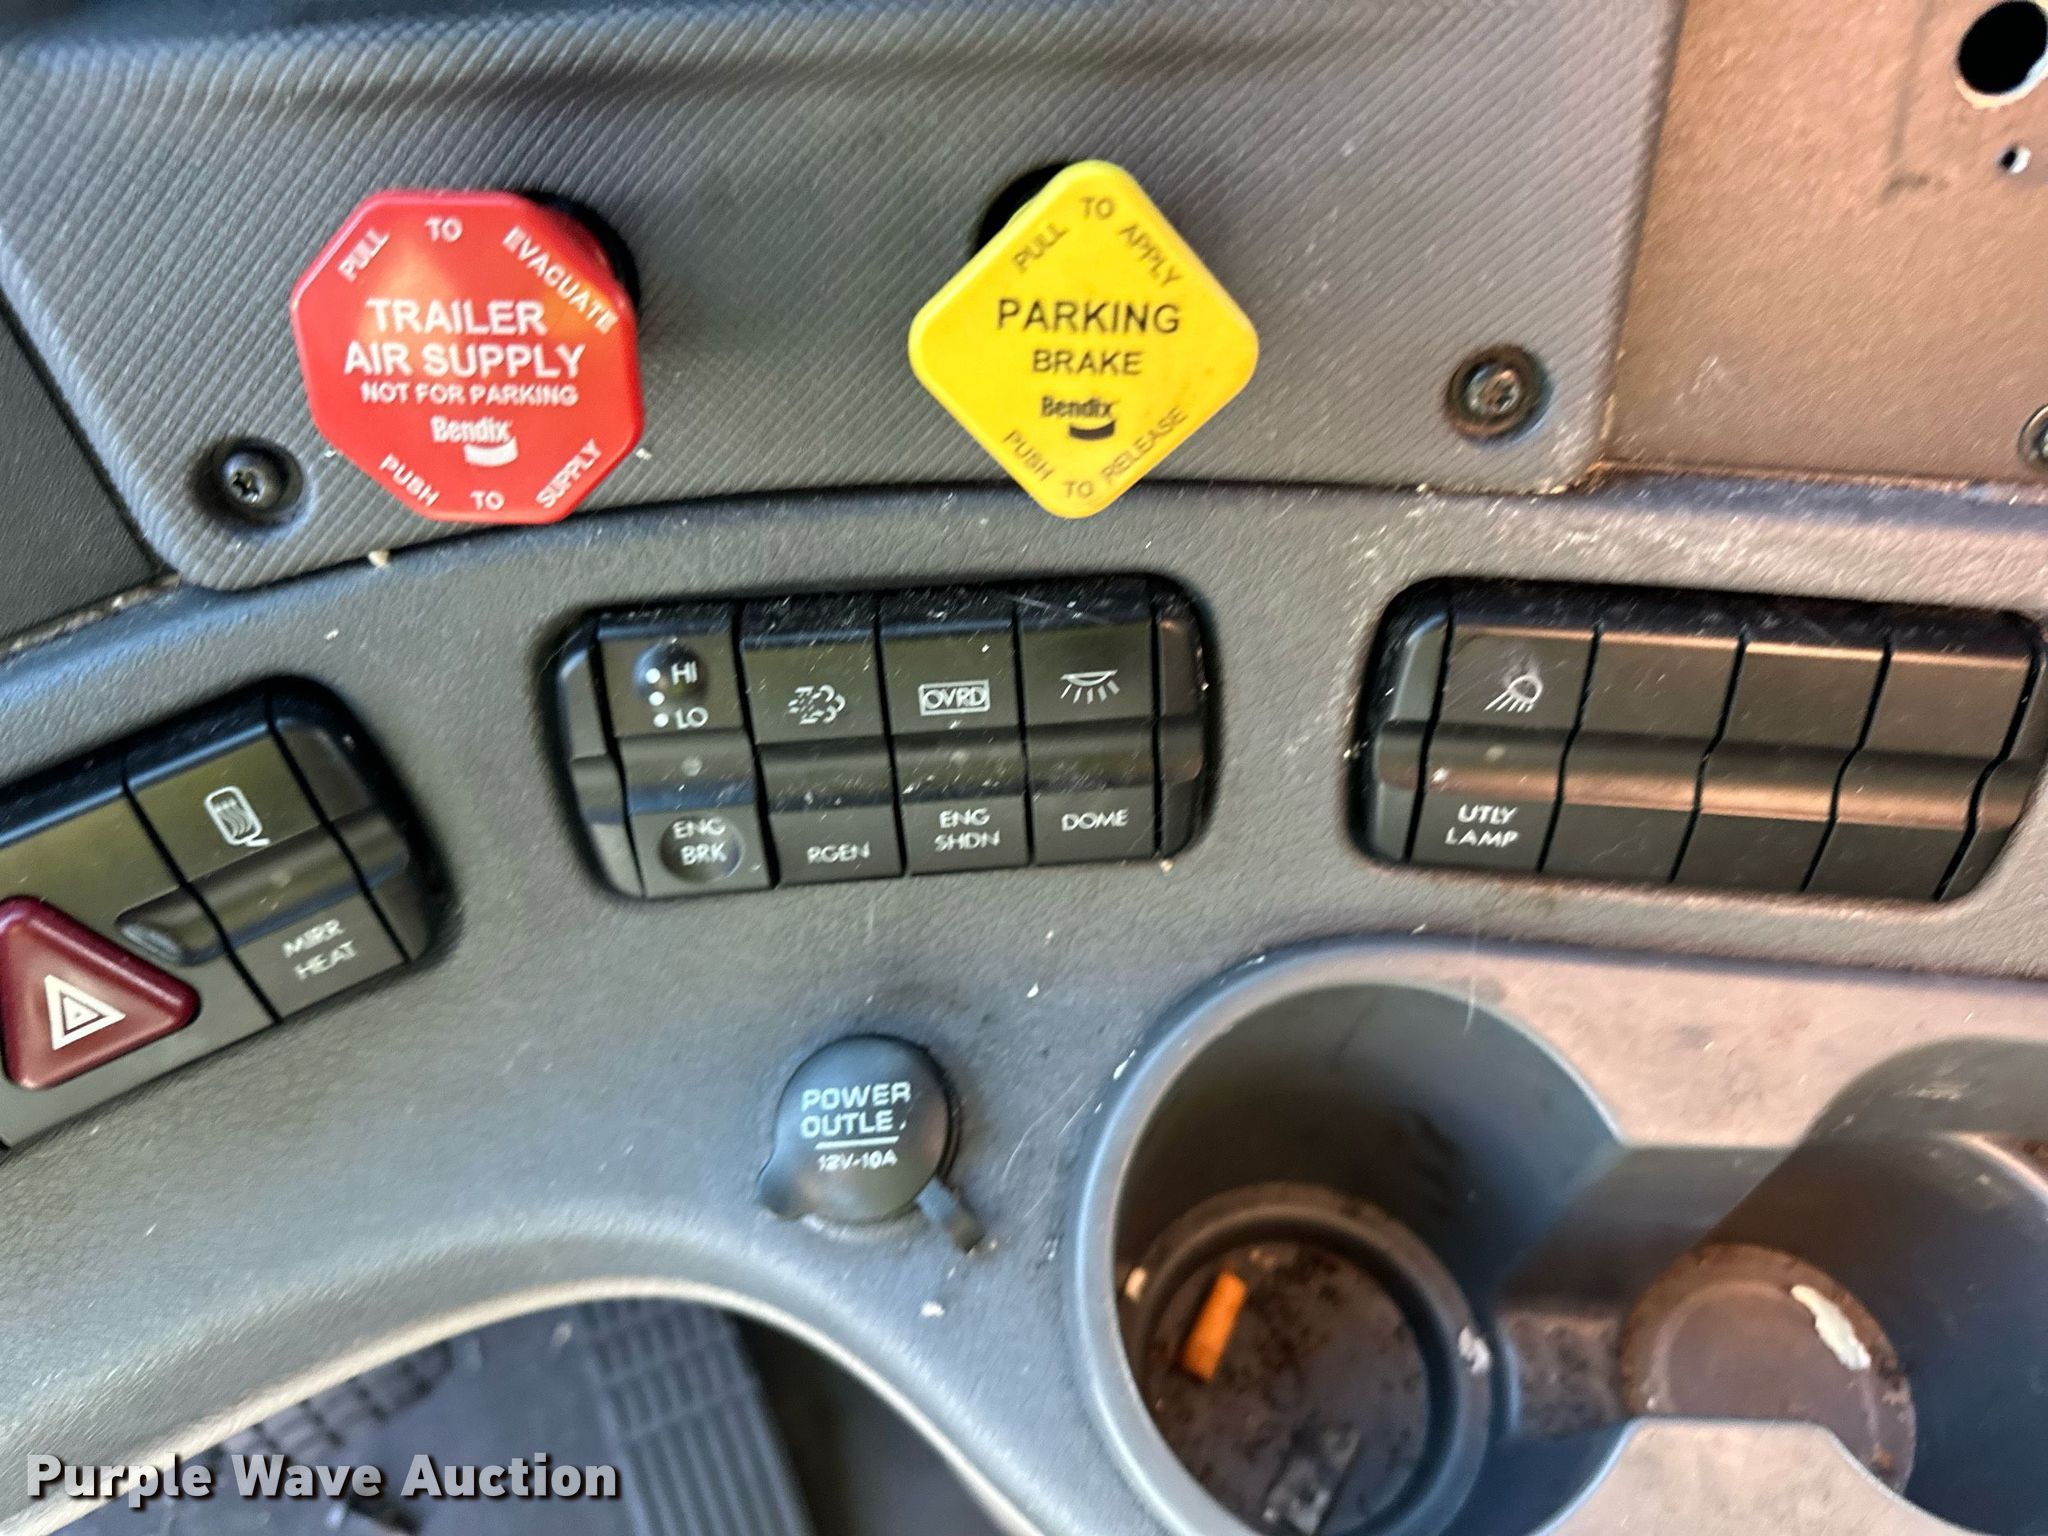 PULL TO EVACUATE
TRAILER
AIR SUPPLY
NOT FOR PARKING
Bendix
PUSH TO SUPPLY
PULL TO APPLY
PARKING
BRAKE
Bendix
PUSH TO RELEASE
HI
LO
ENG
BRK
RGEN
OVRD
ENG
SHDN
DOME
UTLY
LAMP
MIRR
HEAT
POWER
OUTLE
12V-10A
Purple Wave Auction